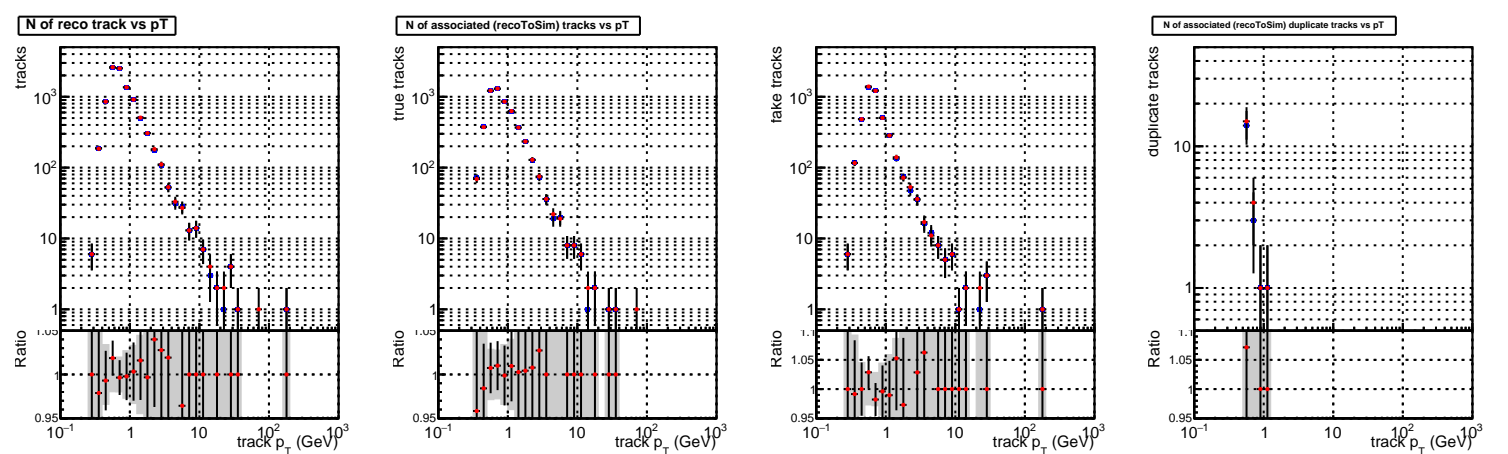 N of reco track vs pT
N of associated (recoToSim) tracks vs pT
N of associated (recoToSim) duplicate tracks vs pT
tracks
10³
10²
10
1
Ratio
1.05
1
0.95
10⁻¹ 1 10 10² 10³
track p_T (GeV)
true tracks
10³
10²
10
1
Ratio
1.05
1
0.95
10⁻¹ 1 10 10² 10³
track p_T (GeV)
fake tracks
10³
10²
10
1
Ratio
1.1
1.05
1
0.95
10⁻¹ 1 10 10² 10³
track p_T (GeV)
duplicate tracks
10
1
Ratio
1.1
1.05
1
0.95
10⁻¹ 1 10 10² 10³
track p_T (GeV)